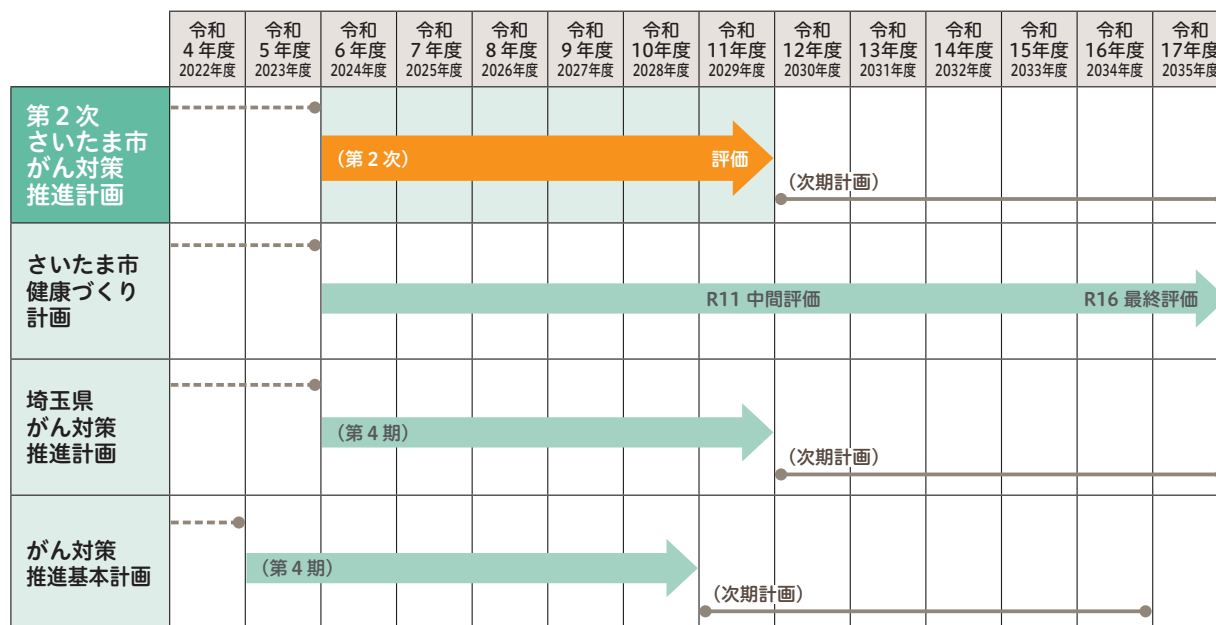 令和
4年度
2022年度
令和
5年度
2023年度
令和
6年度
2024年度
令和
7年度
2025年度
令和
8年度
2026年度
令和
9年度
2027年度
令和
10年度
2028年度
令和
11年度
2029年度
令和
12年度
2030年度
令和
13年度
2031年度
令和
14年度
2032年度
令和
15年度
2033年度
令和
16年度
2034年度
令和
17年度
2035年度
第2次
さいたま市
がん対策
推進計画
(第2次) 評価
(次期計画)
さいたま市
健康づくり
計画
R11 中間評価 R16 最終評価
埼玉県
がん対策
推進計画
(第4期)
(次期計画)
がん対策
推進基本計画
(第4期)
(次期計画)